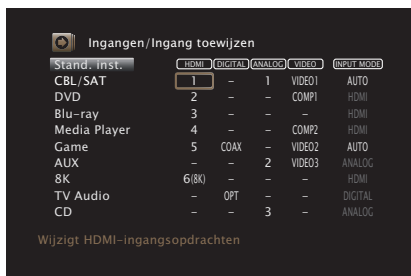 Ingangen/Ingang toewijzen
Stand. inst. HDMI DIGITAL ANALOG VIDEO INPUT MODE
CBL/SAT 1 – 1 VIDEO1 AUTO
DVD 2 – – COMP1 HDMI
Blu-ray 3 – – – HDMI
Media Player 4 – – COMP2 HDMI
Game 5 COAX – VIDEO2 AUTO
AUX – – 2 VIDEO3 ANALOG
8K 6(8K) – – – HDMI
TV Audio – OPT – – DIGITAL
CD – – 3 – ANALOG
Wijzigt HDMI-ingangsopdrachten